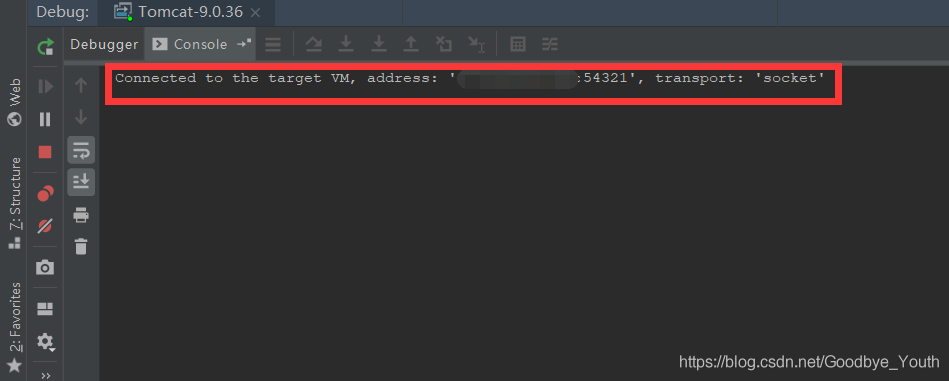 Debug: Tomcat-9.0.36
Debugger Console
Connected to the target VM, address: ' :54321', transport: 'socket'
Web
7: Structure
2: Favorites
https://blog.csdn.net/Goodbye_Youth